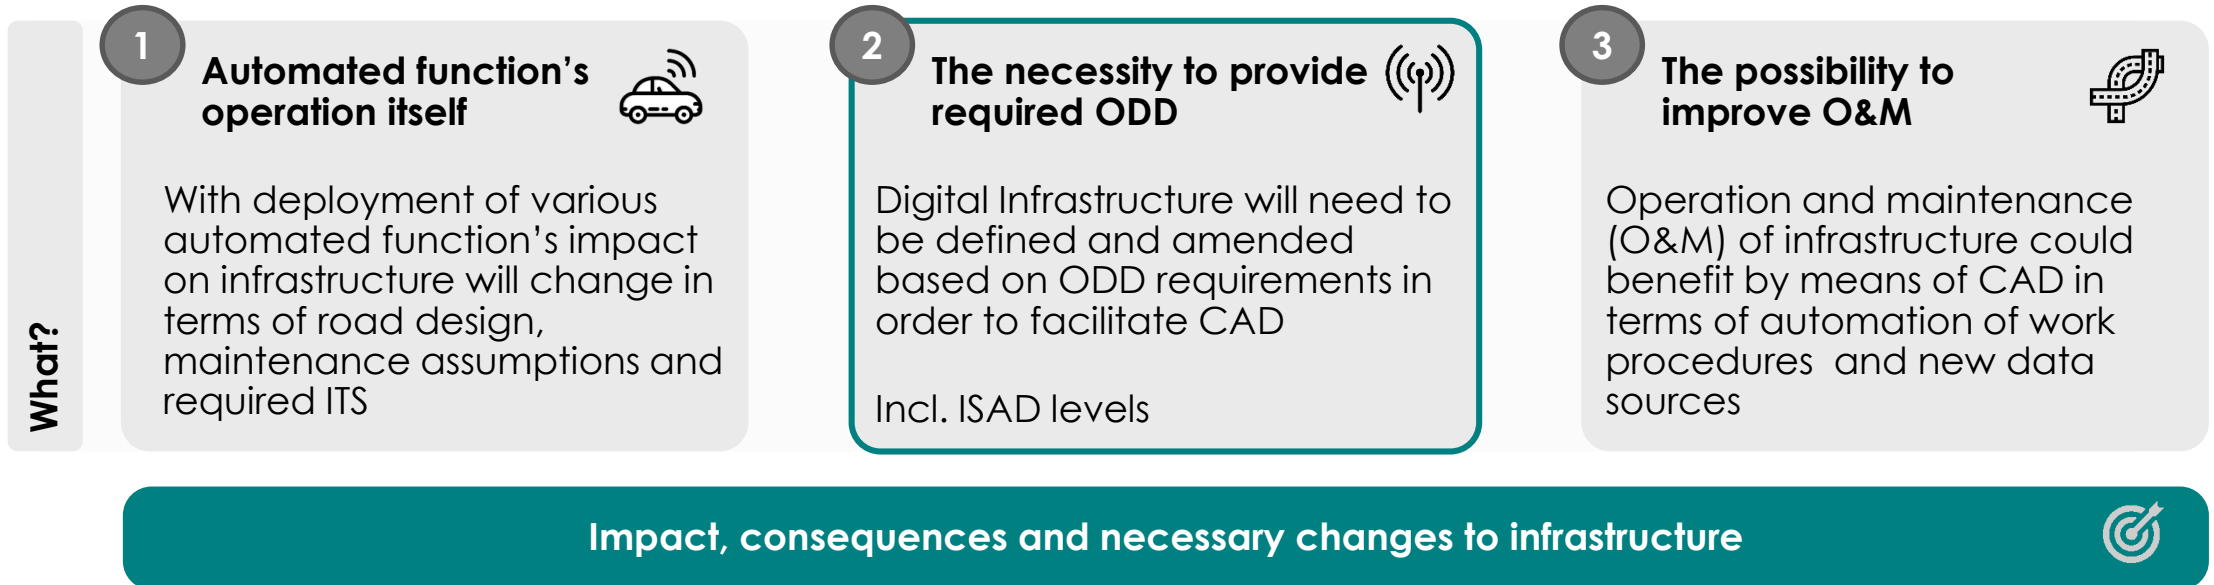 What?
1
Automated function's
operation itself
With deployment of various
automated function's impact
on infrastructure will change in
terms of road design,
maintenance assumptions and
required ITS
2
The necessity to provide
required ODD
Digital Infrastructure will need to
be defined and amended
based on ODD requirements in
order to facilitate CAD
Incl. ISAD levels
3
The possibility to
improve O&M
Operation and maintenance
(O&M) of infrastructure could
benefit by means of CAD in
terms of automation of work
procedures  and new data
sources
Impact, consequences and necessary changes to infrastructure